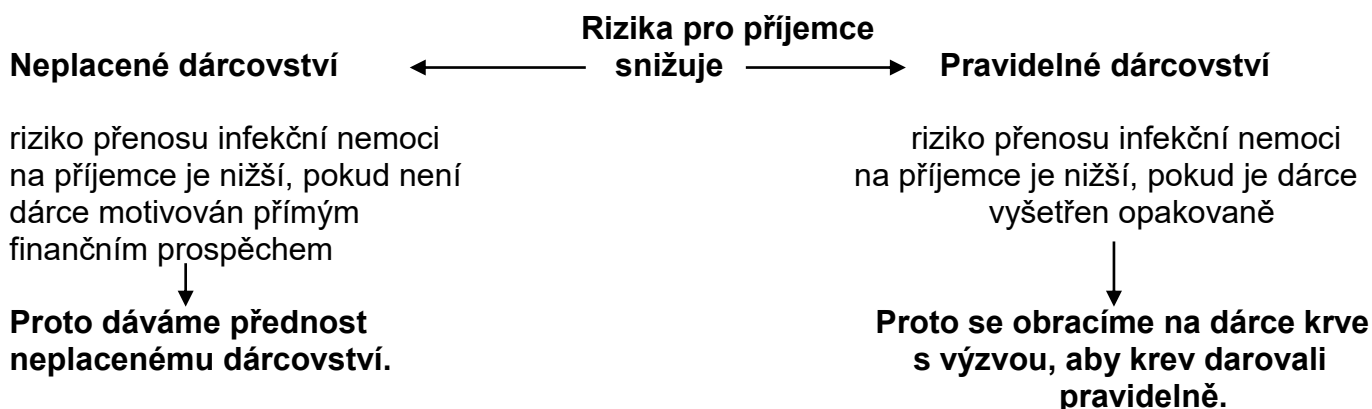 Rizika pro příjemce
Neplacené dárcovství snižuje Pravidelné dárcovství
riziko přenosu infekční nemoci
na příjemce je nižší, pokud není
dárce motivován přímým
finančním prospěchem
Proto dáváme přednost
neplacenému dárcovství.
riziko přenosu infekční nemoci
na příjemce je nižší, pokud je dárce
vyšetřen opakovaně
Proto se obracíme na dárce krve
s výzvou, aby krev darovali
pravidelně.